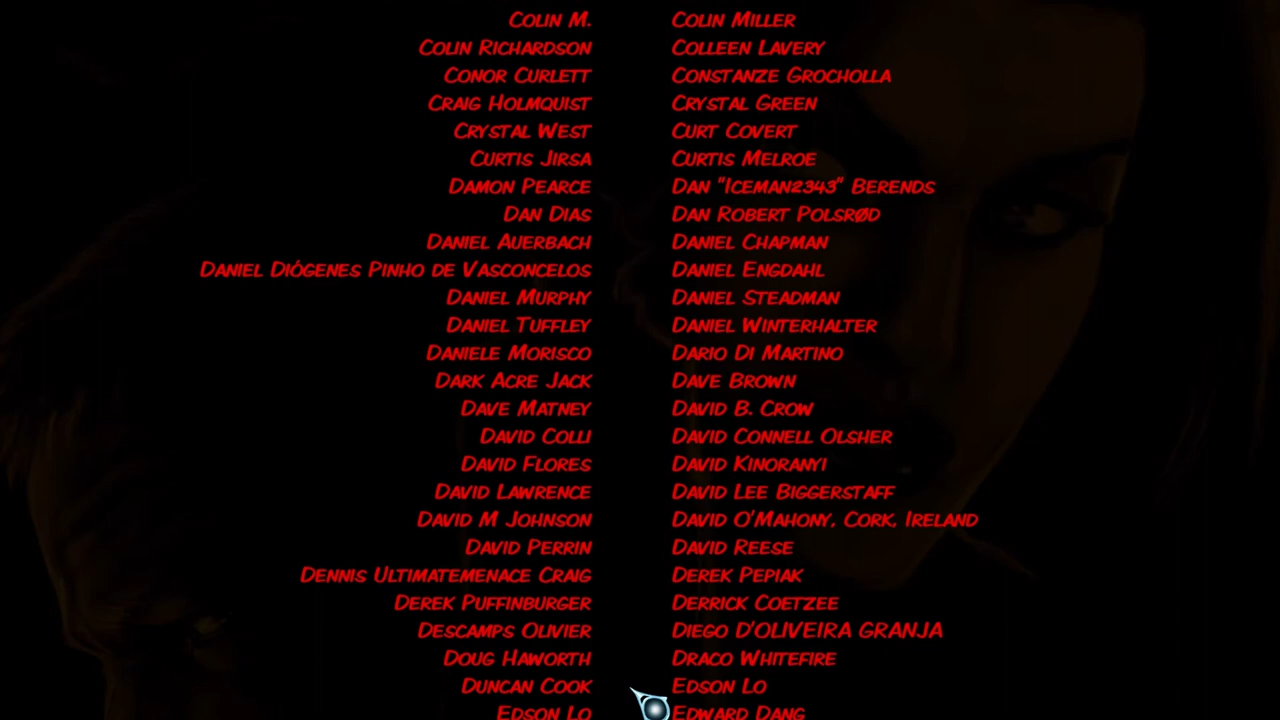 Colin M. Colin Miller
Colin Richardson Colleen Lavery
Conor Curlett Constanze Grocholla
Craig Holmquist Crystal Green
Crystal West Curt Covert
Curtis Jirsa Curtis Melroe
Damon Pearce Dan "Iceman2343" Berends
Dan Dias Dan Robert Polsrød
Daniel Auerbach Daniel Chapman
Daniel Diógenes Pinho de Vasconcelos Daniel Engdahl
Daniel Murphy Daniel Steadman
Daniel Tuffley Daniel Winterhalter
Daniele Morisco Dario Di Martino
Dark Acre Jack Dave Brown
Dave Matney David B. Crow
David Colli David Connell Olsher
David Flores David Kinoranyi
David Lawrence David Lee Biggerstaff
David M Johnson David O'Mahony, Cork, Ireland
David Perrin David Reese
Dennis Ultimatemenace Craig Derek Pepiak
Derek Puffinburger Derrick Coetzee
Descamps Olivier Diego D'OLIVEIRA GRANJA
Doug Haworth Draco Whitefire
Duncan Cook Edson Lo
Edson Lo Edward Dang